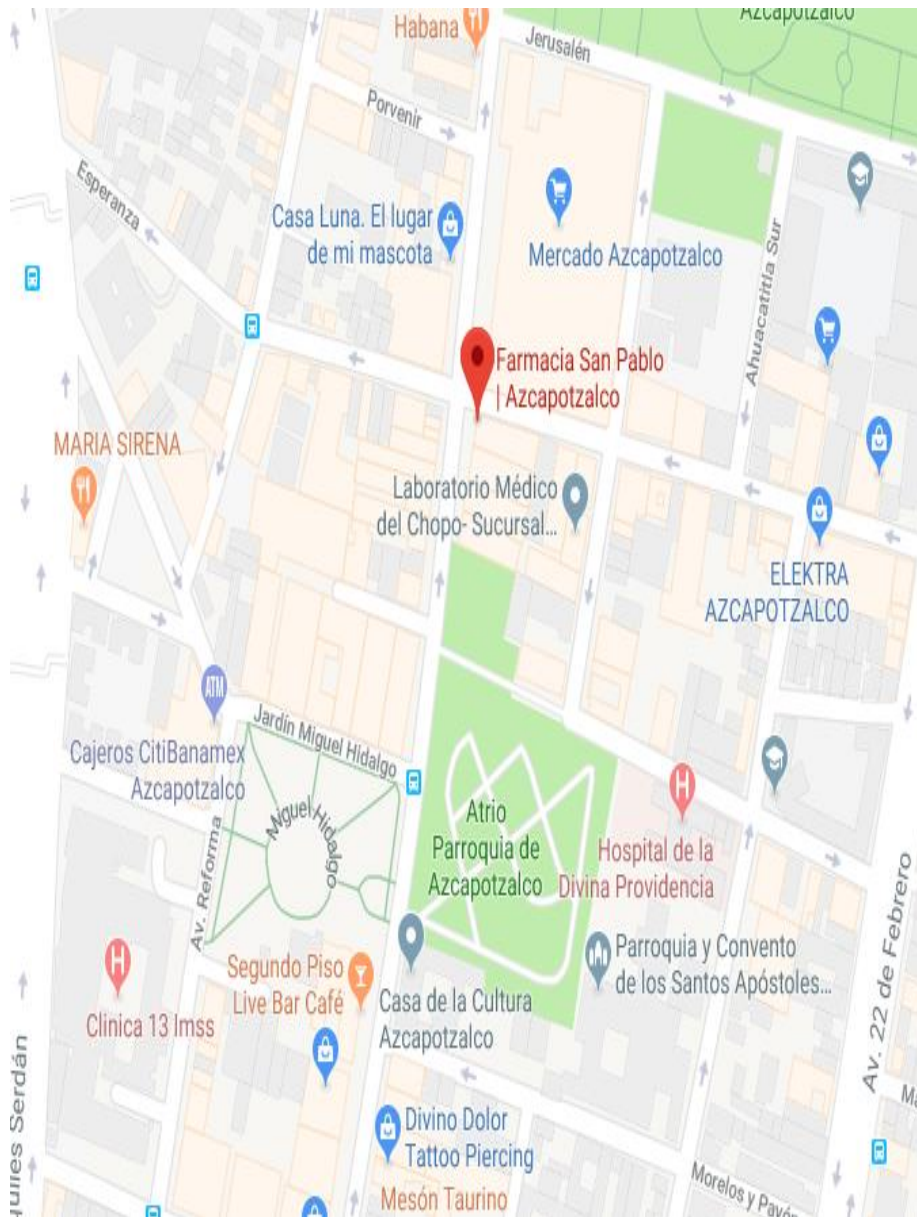 Azcapotzalco
Habana
Jerusalén
Porvenir
Esperanza
Casa Luna. El lugar
de mi mascota
Mercado Azcapotzalco
Ahuacatitla Sur
Farmacia San Pablo
| Azcapotzalco
MARIA SIRENA
Laboratorio Médico
del Chopo- Sucursal...
ELEKTRA
AZCAPOTZALCO
ATM
Jardín Miguel Hidalgo
Cajeros CitiBanamex
Azcapotzalco
Miguel Hidalgo
Atrio
Parroquia de
Azcapotzalco
H
Hospital de la
Divina Providencia
Av. Reforma
Av. 22 de Febrero
H
Clinica 13 Imss
Segundo Piso
Live Bar Café
Casa de la Cultura
Azcapotzalco
Parroquia y Convento
de los Santos Apóstoles...
Serdán
Divino Dolor
Tattoo Piercing
Mesón Taurino
Morelos y Pavón